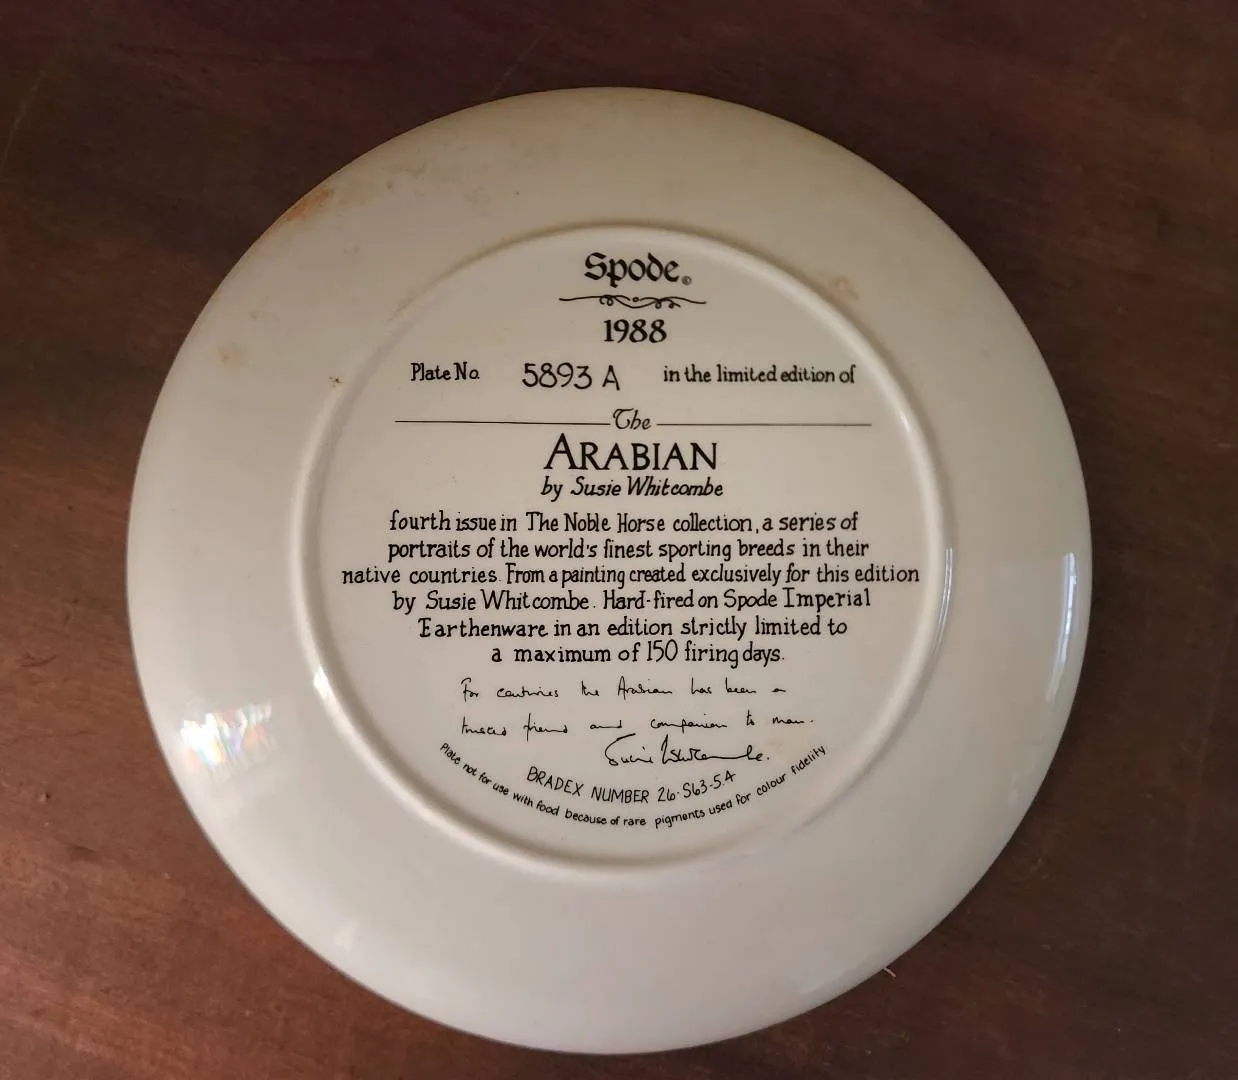 Spode®
1988
Plate No. 5893 A in the limited edition of
The
ARABIAN
by Susie Whitcombe
fourth issue in The Noble Horse collection, a series of
portraits of the world's finest sporting breeds in their
native countries. From a painting created exclusively for this edition
by Susie Whitcombe. Hard-fired on Spode Imperial
Earthenware in an edition strictly limited to
a maximum of 150 firing days.
For centuries the Arabian has been a
trusted friend and companion to man.
Susie Whitcombe.
BRADEX NUMBER 26-S63-5.4
Plate not for use with food because of rare pigments used for colour fidelity